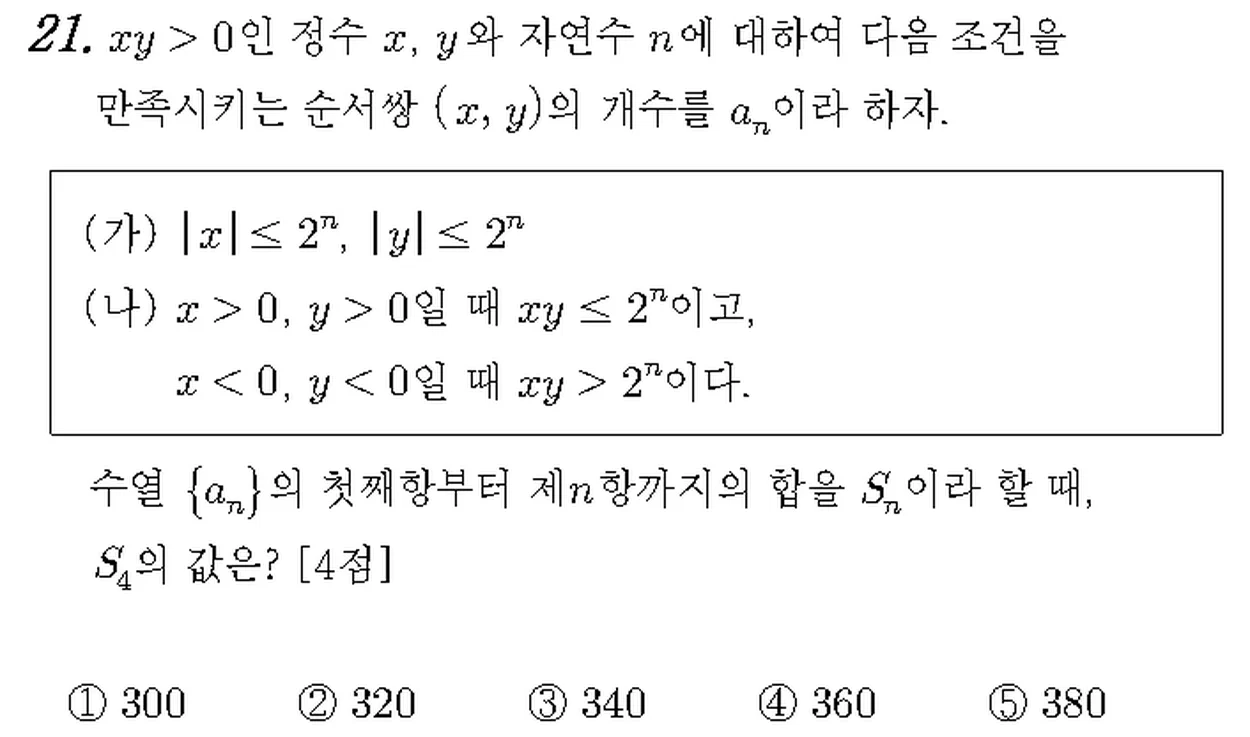 21. xy > 0인 정수 x, y와 자연수 n에 대하여 다음 조건을
만족시키는 순서쌍 (x, y)의 개수를 aₙ이라 하자.
(가) |x| ≤ 2ⁿ, |y| ≤ 2ⁿ
(나) x > 0, y > 0일 때 xy ≤ 2ⁿ이고,
x < 0, y < 0일 때 xy > 2ⁿ이다.
수열 {aₙ}의 첫째항부터 제n항까지의 합을 Sₙ이라 할 때,
S₄의 값은? [4점]
① 300 ② 320 ③ 340 ④ 360 ⑤ 380